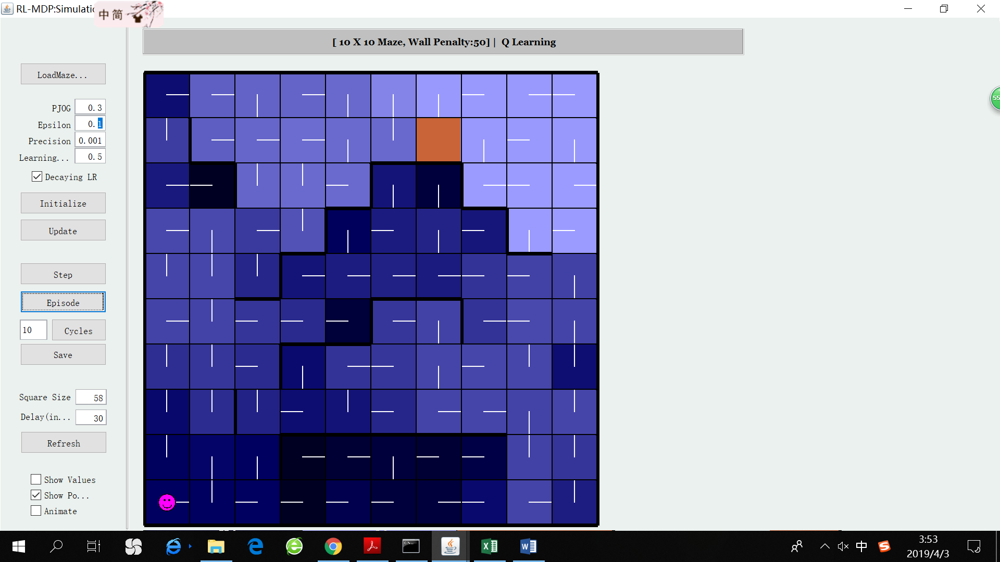 RL-MDP:Simulatic
中 简
[ 10 X 10 Maze, Wall Penalty:50] | Q Learning
LoadMaze...
PJOG 0.3
Epsilon 0.1
Precision 0.001
Learning... 0.5
Decaying LR
Initialize
Update
Step
Episode
10 Cycles
Save
Square Size 58
Delay(in... 30
Refresh
Show Values
Show Po...
Animate
55
中
3:53
2019/4/3